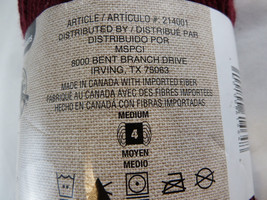 ARTICLE / ARTÍCULO #: 214001
DISTRIBUTED BY / DISTRIBUÉ PAR
DISTRIBUIDO POR
MSPCI
8000 BENT BRANCH DRIVE
IRVING, TX 75063
MADE IN CANADA WITH IMPORTED FIBER
FABRIQUÉ AU CANADA AVEC DES FIBRES IMPORTÉES
HECHO EN CANADÁ CON FIBRAS IMPORTADAS
MEDIUM
4
MOYEN
MEDIO